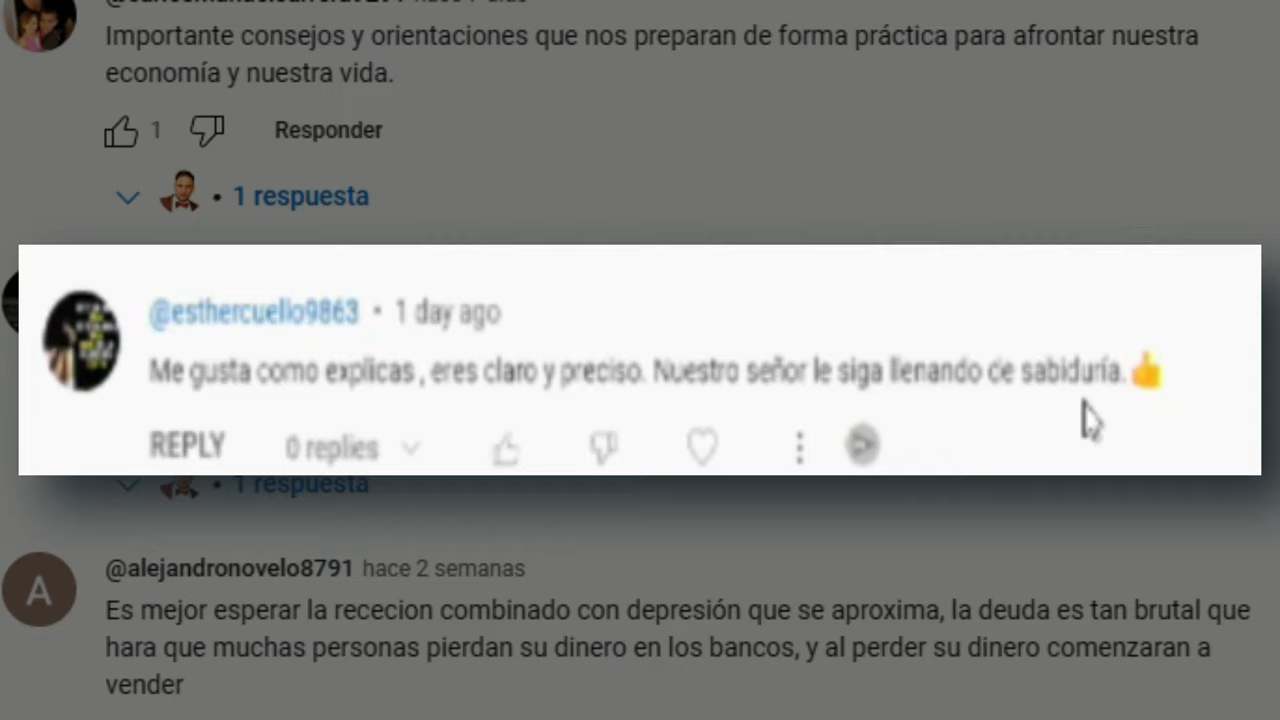 Importante consejos y orientaciones que nos preparan de forma práctica para afrontar nuestra
economía y nuestra vida.
1 Responder
• 1 respuesta
@esthercuello9863 • 1 day ago
Me gusta como explicas , eres claro y preciso. Nuestro señor le siga llenando de sabiduría.👍
REPLY 0 replies
• 1 respuesta
A
@alejandronovelo8791 hace 2 semanas
Es mejor esperar la rececion combinado con depresión que se aproxima, la deuda es tan brutal que
hara que muchas personas pierdan su dinero en los bancos, y al perder su dinero comenzaran a
vender